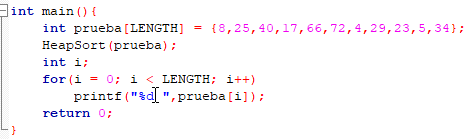 int main(){
int prueba[LENGTH] = {8,25,40,17,66,72,4,29,23,5,34};
HeapSort(prueba);
int i;
for(i = 0; i < LENGTH; i++)
printf("%d ",prueba[i]);
return 0;
}